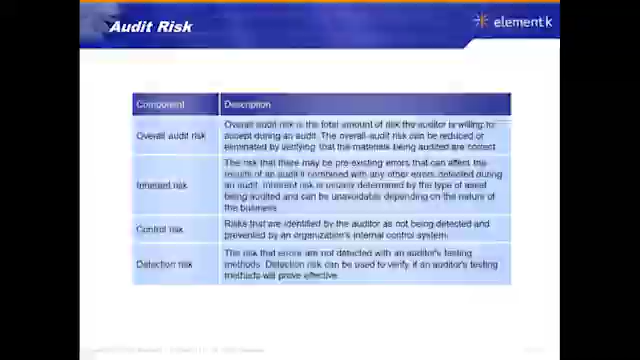 Audit Risk
element k
Component
Description
Overall audit risk
Overall audit risk is the total amount of risk the auditor is willing to
accept during an audit. The overall audit risk can be reduced or
eliminated by verifying that the materials being audited are correct.
Inherent risk
The risk that there may be pre-existing errors that can affect the
results of an audit if combined with any other errors detected during
an audit. Inherent risk is usually determined by the type of asset
being audited and can be unavoidable depending on the nature of
the business.
Control risk
Risks that are identified by the auditor as not being detected and
prevented by an organization's internal control system.
Detection risk
The risk that errors are not detected with an auditor's testing
methods. Detection risk can be used to verify if an auditor's testing
methods will prove effective.